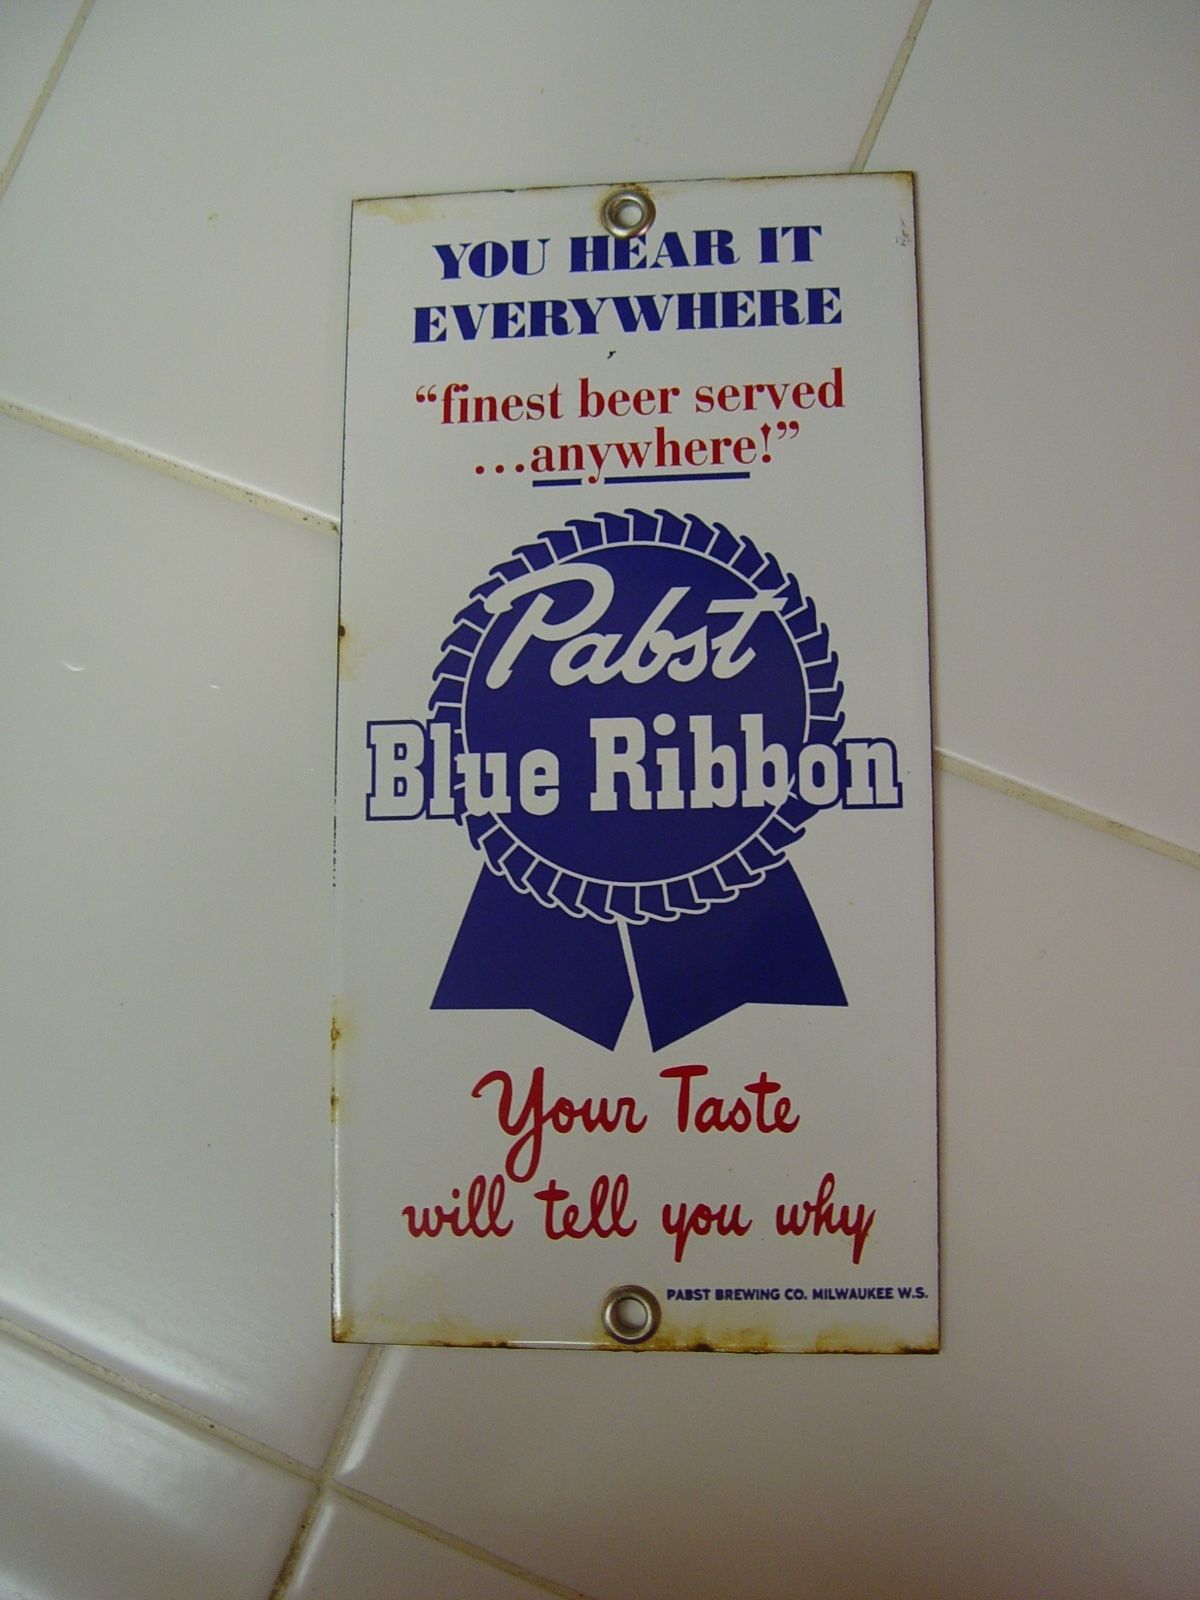 YOU HEAR IT
EVERYWHERE
“finest beer served
...anywhere!”
Pabst
Blue Ribbon
Your Taste
will tell you why
PABST BREWING CO. MILWAUKEE W.S.